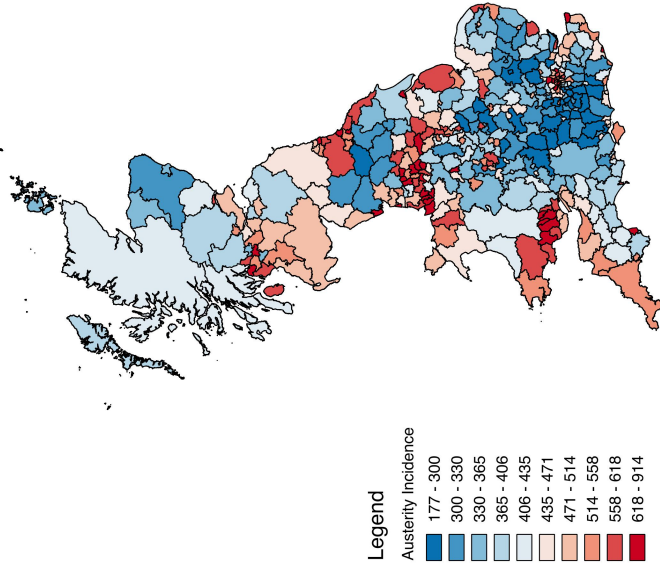 Legend
Austerity Incidence
177 - 300
300 - 330
330 - 365
365 - 406
406 - 435
435 - 471
471 - 514
514 - 558
558 - 618
618 - 914